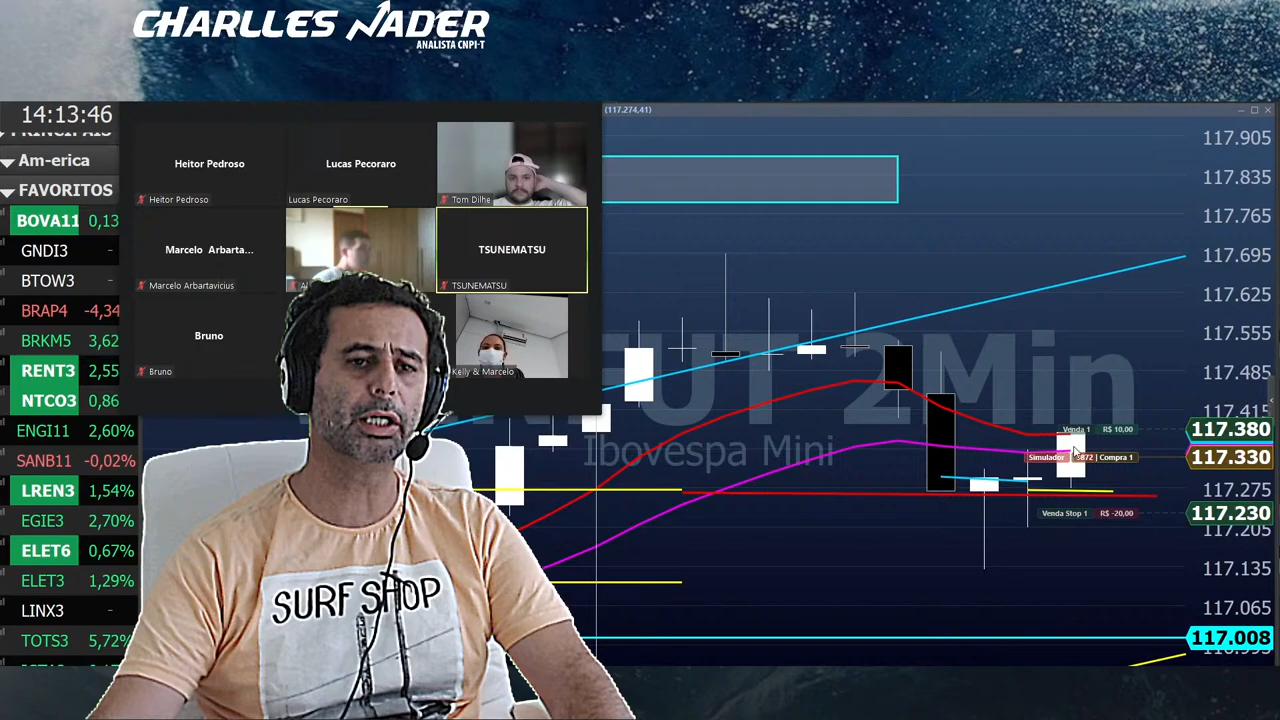 CHARLLES NADER
ANALISTA CNPI-T
14:13:46
(117.274,41)
PRINCIPAIS
Am-erica
FAVORITOS
BOVA11 0,13
GNDI3 -
BTOW3 -
BRAP4 -4,34
BRKM5 3,62
RENT3 2,55
NTCO3 0,86
ENGI11 2,60%
SANB11 -0,02%
LREN3 1,54%
EGIE3 2,70%
ELET6 0,67%
ELET3 1,29%
LINX3 -
TOTS3 5,72%
Heitor Pedroso
Heitor Pedroso
Lucas Pecoraro
Lucas Pecoraro
Tom Dilhe
Marcelo Arbarta...
Marcelo Arbartavicius
TSUNEMATSU
TSUNEMATSU
Bruno
Bruno
Kelly & Marcelo
SURF SHOP
FUT 2Min
Ibovespa Mini
Venda 1 R$ 10,00
Simulador
872 | Compra 1
Venda Stop 1 R$ -20,00
117.905
117.835
117.765
117.695
117.625
117.555
117.485
117.415
117.380
117.330
117.275
117.230
117.205
117.135
117.065
117.008